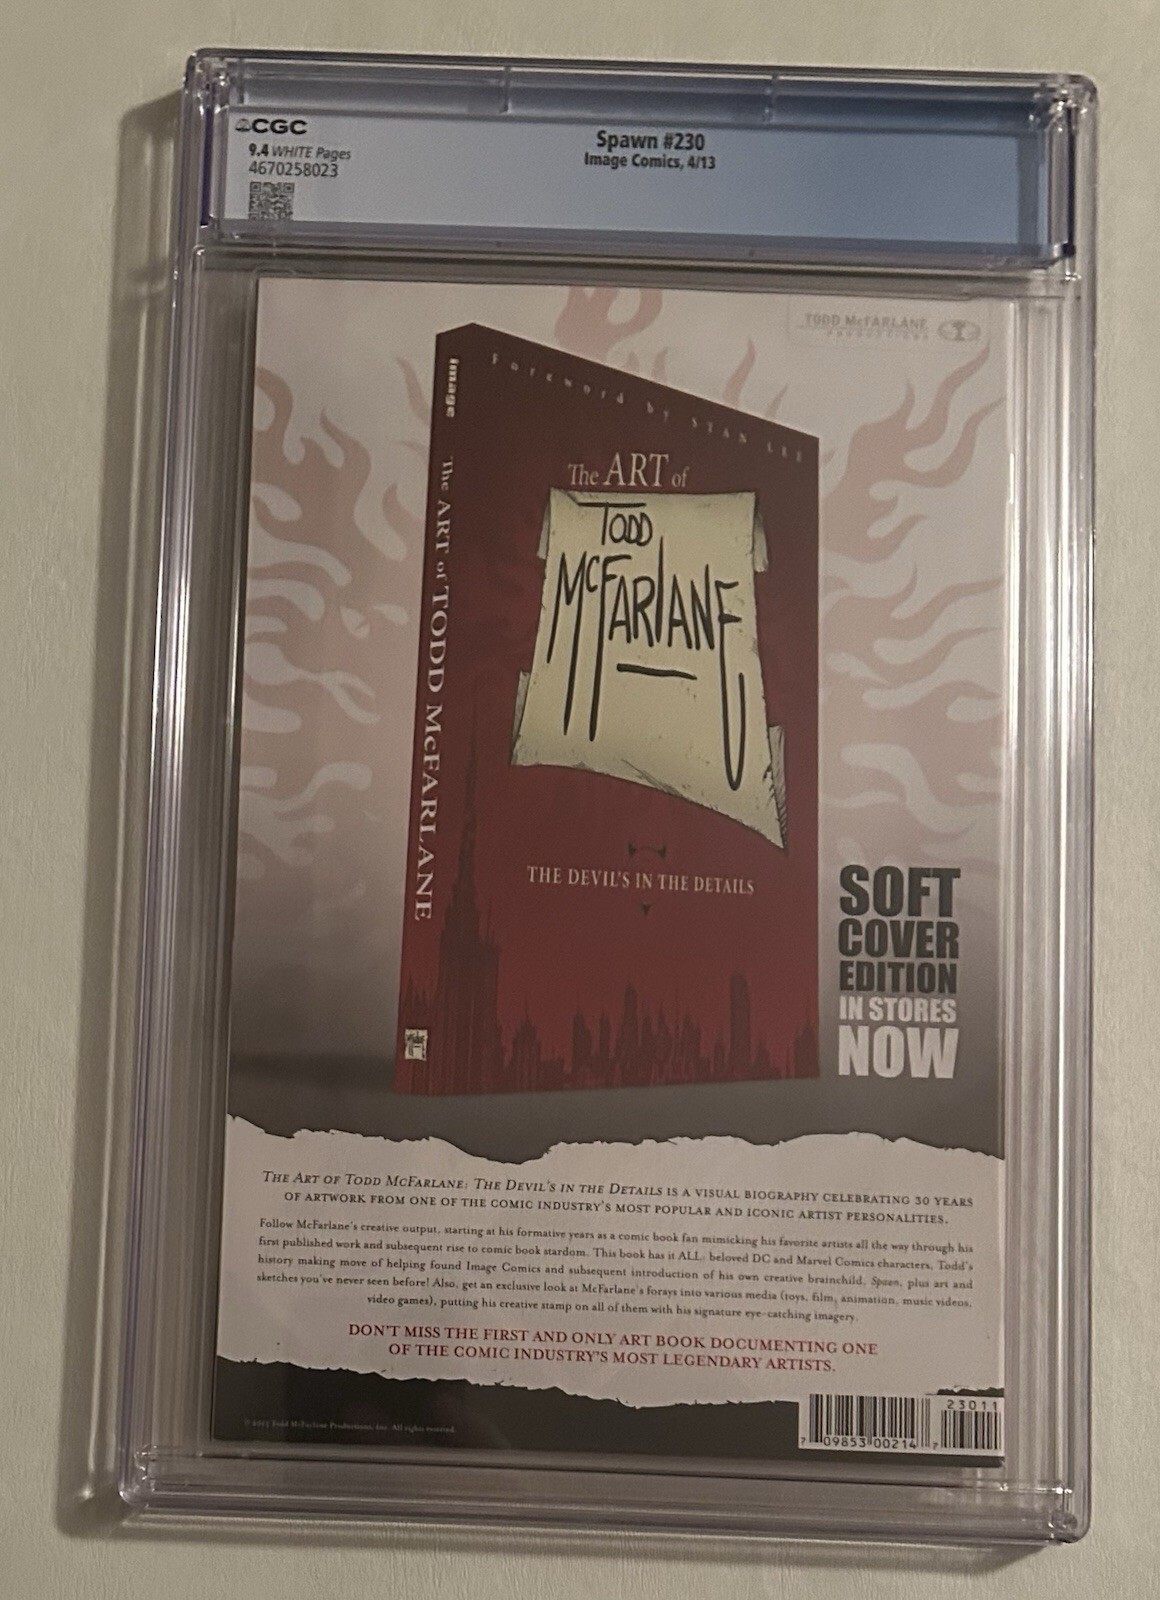 CGC
9.4 WHITE Pages
4670258023
Spawn #230
Image Comics, 4/13
TODD McFARLANE
PRODUCTIONS
image
The ART of TODD McFARLANE
Foreword by STAN LEE
The ART of
TODD
McFARLANE
THE DEVIL'S IN THE DETAILS
SOFT
COVER
EDITION
IN STORES
NOW
THE ART OF TODD MCFARLANE: THE DEVIL'S IN THE DETAILS IS A VISUAL BIOGRAPHY CELEBRATING 30 YEARS
OF ARTWORK FROM ONE OF THE COMIC INDUSTRY'S MOST POPULAR AND ICONIC ARTIST PERSONALITIES.
Follow McFarlane's creative output, starting at his formative years as a comic book fan mimicking his favorite artists all the way through his
first published work and subsequent rise to comic book stardom. This book has it ALL: beloved DC and Marvel Comics characters, Todd's
history making move of helping found Image Comics and subsequent introduction of his own creative brainchild, Spawn, plus art and
sketches you've never seen before! Also, get an exclusive look at McFarlane's forays into various media (toys, film, animation, music videos,
video games), putting his creative stamp on all of them with his signature eye-catching imagery.
DON'T MISS THE FIRST AND ONLY ART BOOK DOCUMENTING ONE
OF THE COMIC INDUSTRY'S MOST LEGENDARY ARTISTS.
© 2013 Todd McFarlane Productions, Inc. All rights reserved.
23011
7 09853 00214 7